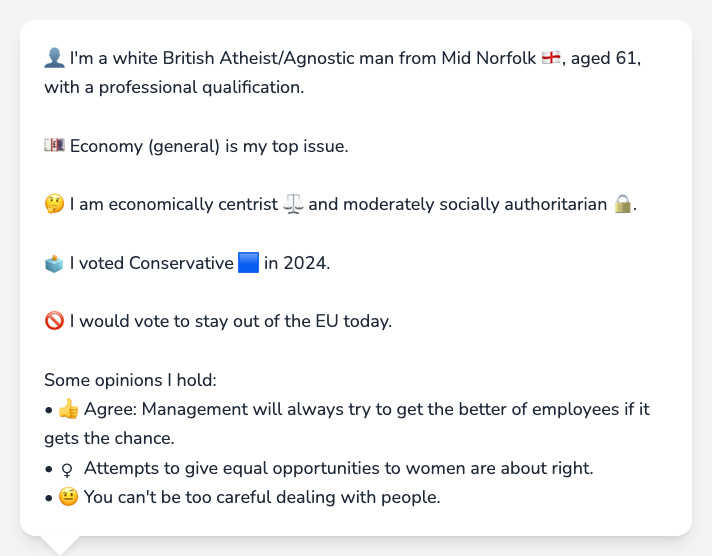 👤 I'm a white British Atheist/Agnostic man from Mid Norfolk 🏴󠁧󠁢󠁥󠁮󠁧󠁿, aged 61,
with a professional qualification.
💷 Economy (general) is my top issue.
🤔 I am economically centrist ⚖️ and moderately socially authoritarian 🔒.
🗳️ I voted Conservative 🟦 in 2024.
🚫 I would vote to stay out of the EU today.
Some opinions I hold:
• 👍 Agree: Management will always try to get the better of employees if it
gets the chance.
• ♀ Attempts to give equal opportunities to women are about right.
• 🤨 You can't be too careful dealing with people.